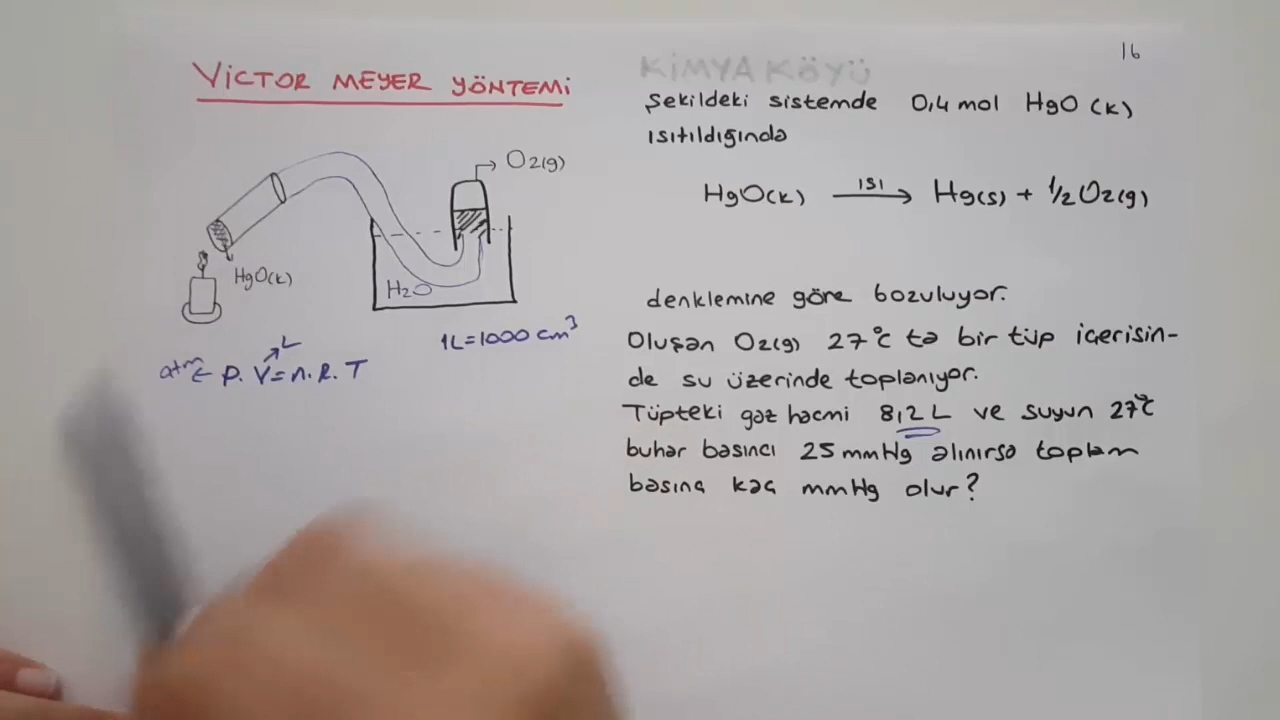 16
VİCTOR MEYER YÖNTEMİ
O2(g)
HgO(k)
H2O
1L=1000 cm³
L
atm ← P. V=n. R. T
KİMYA KÖYÜ
Şekildeki sistemde 0,4 mol HgO (k)
ısıtıldığında
HgO(k) ısı → Hg(s) + 1/2 O2(g)
denklemine göre bozuluyor.
Oluşan O2(g) 27°C ta bir tüp içerisin-
de su üzerinde toplanıyor.
Tüpteki gaz hacmi 8,2 L ve suyun 27°C
buhar basıncı 25 mmHg alınırsa toplam
basınç kaç mmHg olur?